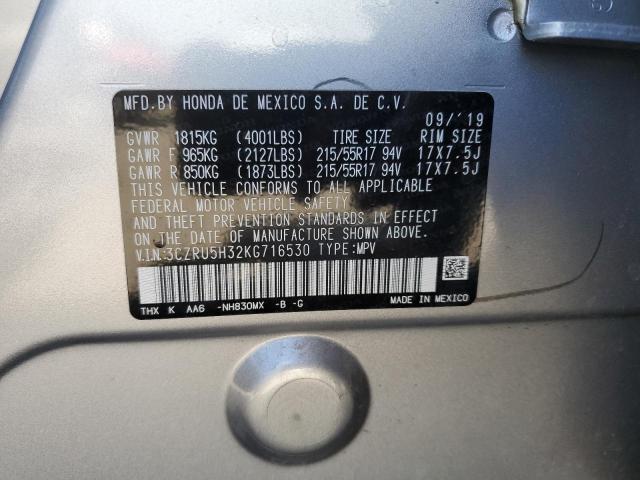 MFD.BY HONDA DE MEXICO S.A. DE C.V.
09/'19
GVWR 1815KG (4001LBS) TIRE SIZE RIM SIZE
GAWR F 965KG (2127LBS) 215/55R17 94V 17X7.5J
GAWR R 850KG (1873LBS) 215/55R17 94V 17X7.5J
THIS VEHICLE CONFORMS TO ALL APPLICABLE
FEDERAL MOTOR VEHICLE SAFETY
AND THEFT PREVENTION STANDARDS IN EFFECT
ON THE DATE OF MANUFACTURE SHOWN ABOVE.
V.I.N:3CZRU5H32KG716530 TYPE:MPV
THX K AA6 -NH830MX -B -G MADE IN MEXICO